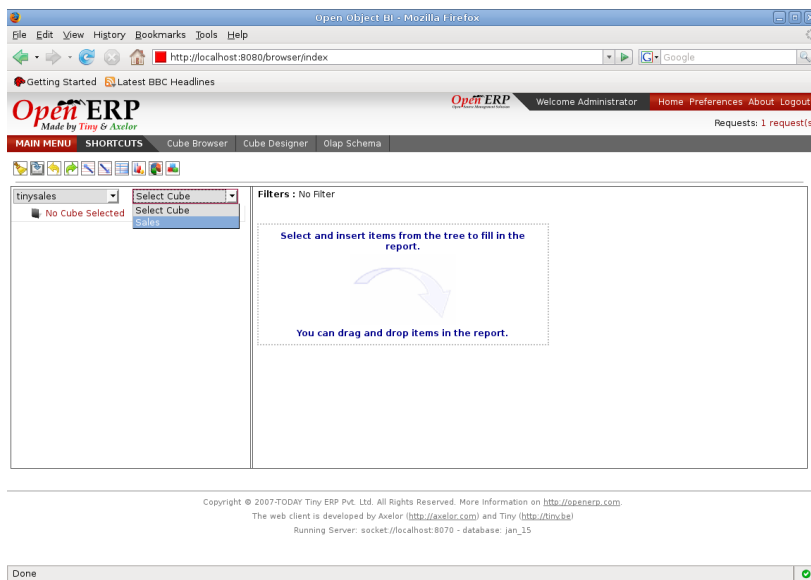 Open Object BI - Mozilla Firefox
File Edit View History Bookmarks Tools Help
http://localhost:8080/browser/index
Google
Getting Started Latest BBC Headlines
Open ERP
Made by Tiny & Axelor
Open ERP
Welcome Administrator
Home Preferences About Logout
Requests: 1 request(s
MAIN MENU SHORTCUTS Cube Browser Cube Designer Olap Schema
tinysales
Select Cube
No Cube Selected
Select Cube
Sales
Filters : No Filter
Select and insert items from the tree to fill in the
report.
You can drag and drop items in the report.
Copyright © 2007-TODAY Tiny ERP Pvt. Ltd. All Rights Reserved. More Information on http://openerp.com.
The web client is developed by Axelor (http://axelor.com) and Tiny (http://tiny.be)
Running Server: socket://localhost:8070 - database: jan_15
Done